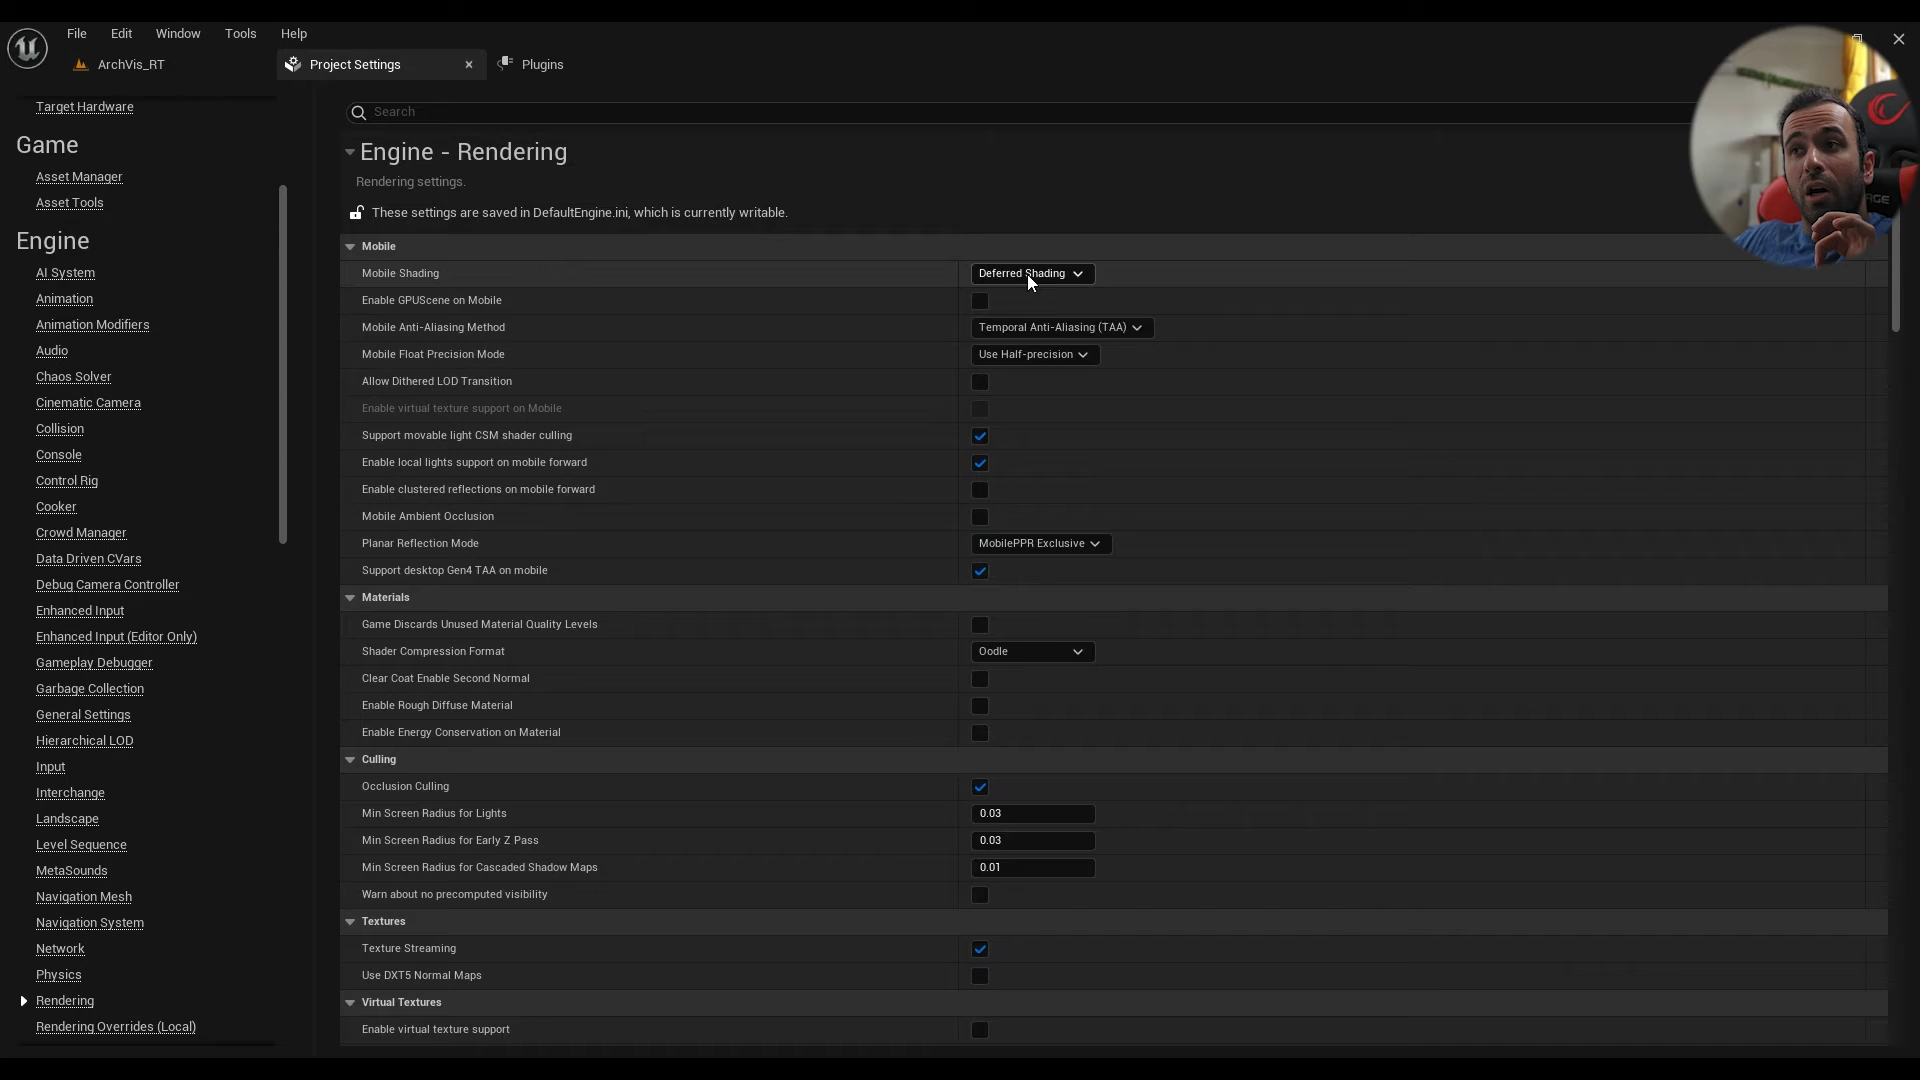 File Edit Window Tools Help
ArchVis_RT Project Settings Plugins
Target Hardware
Game
Asset Manager
Asset Tools
Engine
AI System
Animation
Animation Modifiers
Audio
Chaos Solver
Cinematic Camera
Collision
Console
Control Rig
Cooker
Crowd Manager
Data Driven CVars
Debug Camera Controller
Enhanced Input
Enhanced Input (Editor Only)
Gameplay Debugger
Garbage Collection
General Settings
Hierarchical LOD
Input
Interchange
Landscape
Level Sequence
MetaSounds
Navigation Mesh
Navigation System
Network
Physics
Rendering
Rendering Overrides (Local)
Search
Engine - Rendering
Rendering settings.
These settings are saved in DefaultEngine.ini, which is currently writable.
Mobile
Mobile Shading Deferred Shading
Enable GPUScene on Mobile
Mobile Anti-Aliasing Method Temporal Anti-Aliasing (TAA)
Mobile Float Precision Mode Use Half-precision
Allow Dithered LOD Transition
Enable virtual texture support on Mobile
Support movable light CSM shader culling
Enable local lights support on mobile forward
Enable clustered reflections on mobile forward
Mobile Ambient Occlusion
Planar Reflection Mode MobilePPR Exclusive
Support desktop Gen4 TAA on mobile
Materials
Game Discards Unused Material Quality Levels
Shader Compression Format Oodle
Clear Coat Enable Second Normal
Enable Rough Diffuse Material
Enable Energy Conservation on Material
Culling
Occlusion Culling
Min Screen Radius for Lights 0.03
Min Screen Radius for Early Z Pass 0.03
Min Screen Radius for Cascaded Shadow Maps 0.01
Warn about no precomputed visibility
Textures
Texture Streaming
Use DXT5 Normal Maps
Virtual Textures
Enable virtual texture support